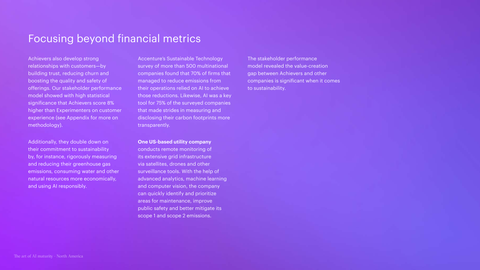 Focusing beyond financial metrics
Achievers also develop strong
relationships with customers—by
building trust, reducing churn and
boosting the quality and safety of
offerings. Our stakeholder performance
model showed with high statistical
significance that Achievers score 8%
higher than Experimenters on customer
experience (see Appendix for more on
methodology).
Additionally, they double down on
their commitment to sustainability
by, for instance, rigorously measuring
and reducing their greenhouse gas
emissions, consuming water and other
natural resources more economically,
and using AI responsibly.
Accenture's Sustainable Technology
survey of more than 600 multinational
companies found that 70% of firms that
managed to reduce emissions from
their operations relied on AI to achieve
those reductions. Likewise, AI was a key
tool for 75% of the surveyed companies
that made strides in measuring and
disclosing their carbon footprints more
transparently.
One US-based utility company
conducts remote monitoring of
its extensive grid infrastructure
via satellites, drones and other
surveillance tools. With the help of
advanced analytics, machine learning
and computer vision, the company
can quickly identify and prioritize
areas for maintenance, improve
public safety and better mitigate its
scope 1 and scope 2 emissions.
The stakeholder performance
model revealed the value-creation
gap between Achievers and other
companies is significant when it comes
to sustainability.
The art of AI maturity - North America